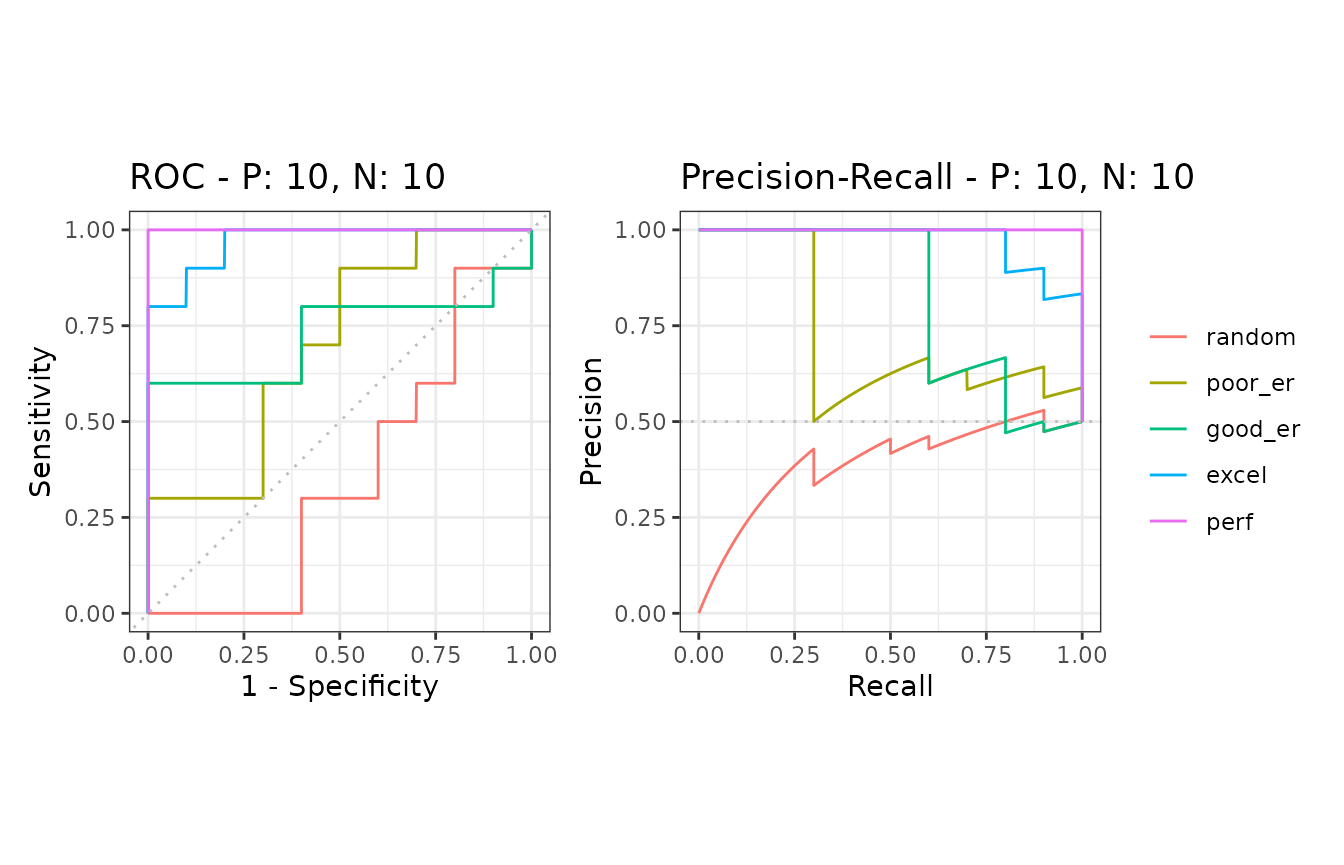 ROC - P: 10, N: 10
1.00
0.75
0.50
0.25
0.00
Sensitivity
0.00 0.25 0.50 0.75 1.00
1 - Specificity
Precision-Recall - P: 10, N: 10
1.00
0.75
0.50
0.25
0.00
Precision
0.00 0.25 0.50 0.75 1.00
Recall
random
poor_er
good_er
excel
perf